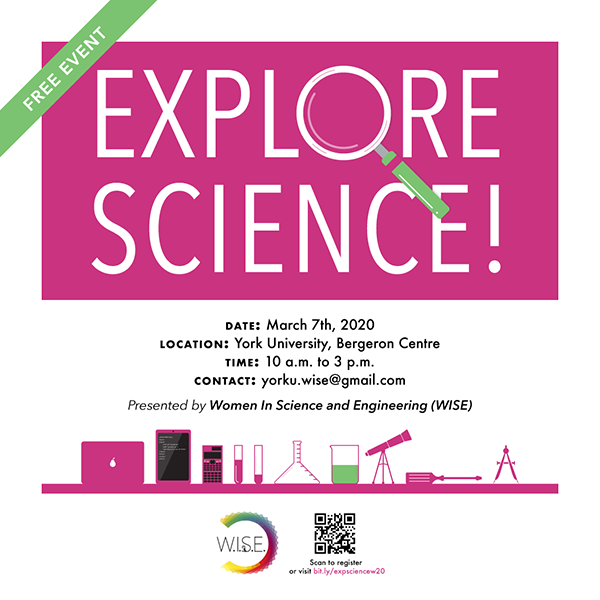 FREE EVENT
EXPLORE
SCIENCE!
DATE: March 7th, 2020
LOCATION: York University, Bergeron Centre
TIME: 10 a.m. to 3 p.m.
CONTACT: yorku.wise@gmail.com
Presented by Women In Science and Engineering (WISE)
W.I.S.E.
Scan to register
or visit bit.ly/expsciencew20